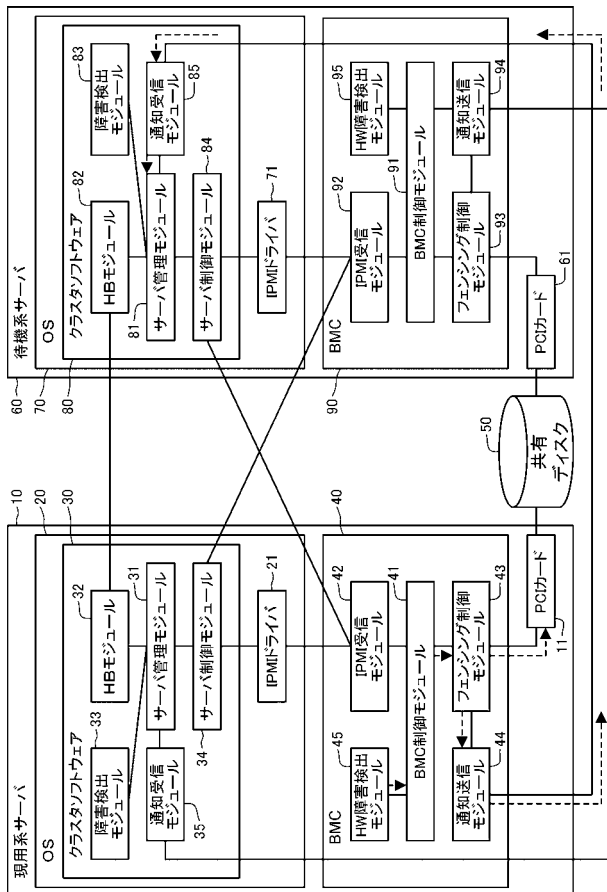 現用系サーバ
10
OS
20
クラスタソフトウェア
30
障害検出
モジュール
33
HBモジュール
32
通知受信
モジュール
35
サーバ管理モジュール
31
サーバ制御モジュール
34
IPMIドライバ
21
BMC
40
HW障害検出
モジュール
45
IPMI受信
モジュール
42
BMC制御モジュール
41
通知送信
モジュール
44
フェンシング制御
モジュール
43
PCIカード
11
共有
ディスク
50
待機系サーバ
60
OS
70
クラスタソフトウェア
80
HBモジュール
82
障害検出
モジュール
83
サーバ管理モジュール
81
通知受信
モジュール
85
サーバ制御モジュール
84
IPMIドライバ
71
BMC
90
IPMI受信
モジュール
92
HW障害検出
モジュール
95
BMC制御モジュール
91
フェンシング制御
モジュール
93
通知送信
モジュール
94
PCIカード
61